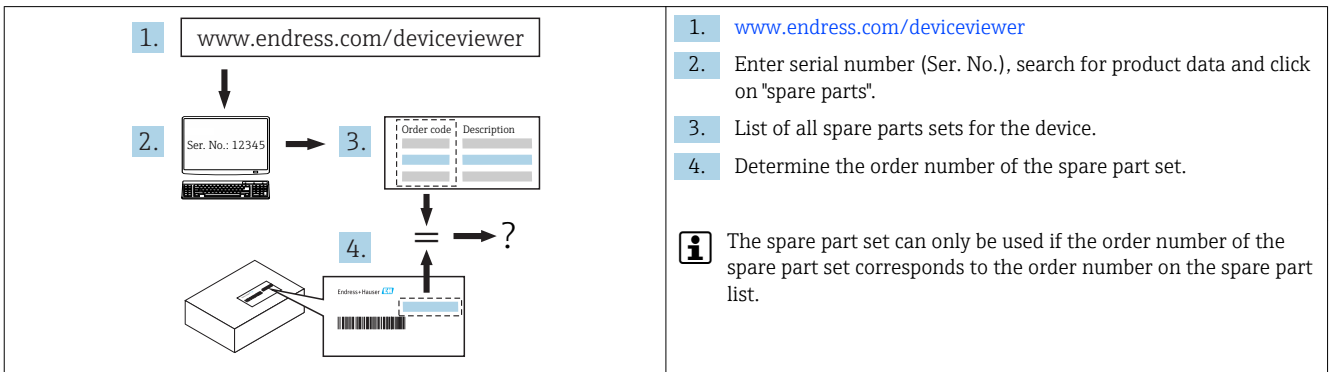 1. www.endress.com/deviceviewer
2. Ser. No.: 12345
3. Order code Description
= ?
4.
Endress+Hauser EH
1. www.endress.com/deviceviewer
2. Enter serial number (Ser. No.), search for product data and click
on "spare parts".
3. List of all spare parts sets for the device.
4. Determine the order number of the spare part set.
The spare part set can only be used if the order number of the
spare part set corresponds to the order number on the spare part
list.